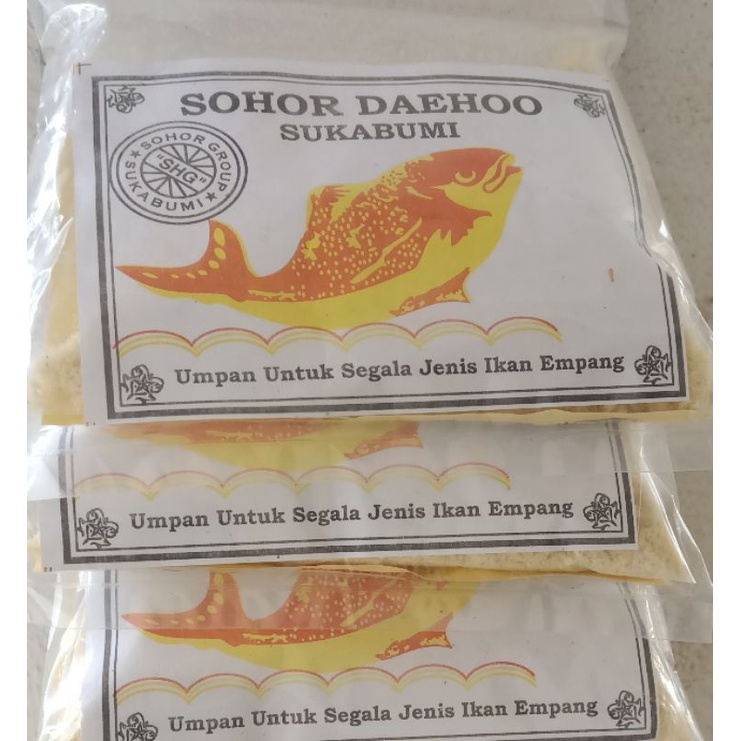 SOHOR DAEHOO
SUKABUMI
SOHOR GROUP
"SHG"
★ SUKABUMI ★
Umpan Untuk Segala Jenis Ikan Empang
Umpan Untuk Segala Jenis Ikan Empang
Umpan Untuk Segala Jenis Ikan Empang